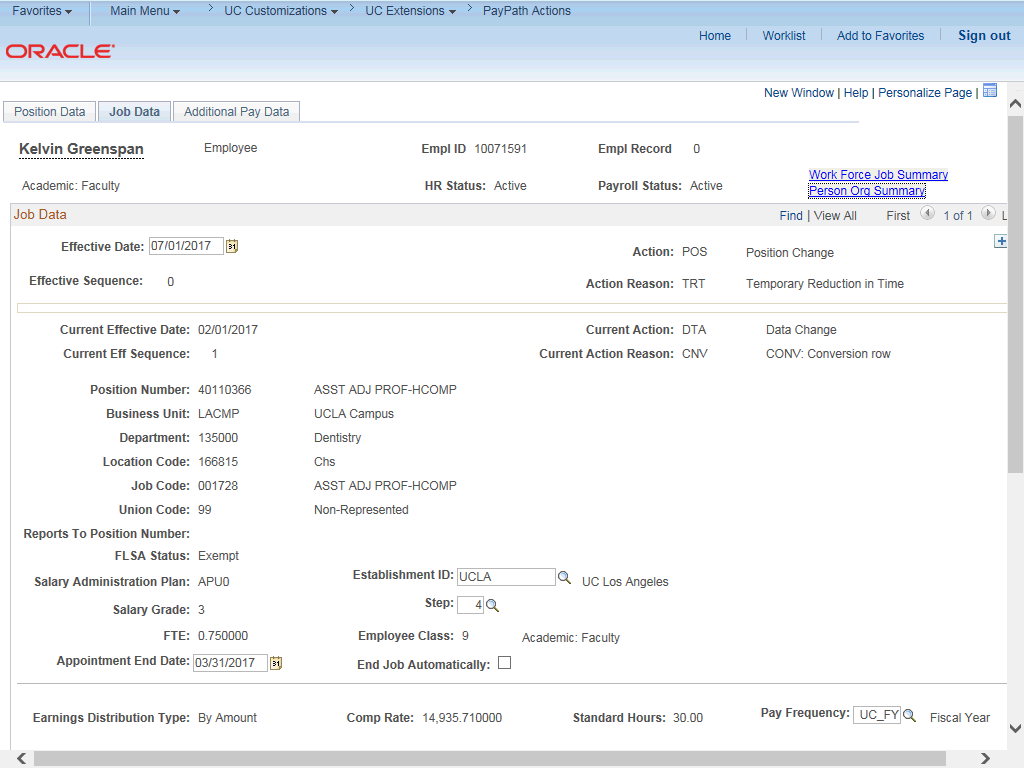 Favorites Main Menu > UC Customizations > UC Extensions > PayPath Actions
Home Worklist Add to Favorites Sign out
ORACLE
New Window | Help | Personalize Page |
Position Data Job Data Additional Pay Data
Kelvin Greenspan Employee Empl ID 10071591 Empl Record 0
Work Force Job Summary
Academic: Faculty HR Status: Active Payroll Status: Active
Person Org Summary
Job Data Find | View All First 1 of 1 L
Effective Date: 07/01/2017 31 Action: POS Position Change
Effective Sequence: 0 Action Reason: TRT Temporary Reduction in Time
Current Effective Date: 02/01/2017 Current Action: DTA Data Change
Current Eff Sequence: 1 Current Action Reason: CNV CONV: Conversion row
Position Number: 40110366 ASST ADJ PROF-HCOMP
Business Unit: LACMP UCLA Campus
Department: 135000 Dentistry
Location Code: 166815 Chs
Job Code: 001728 ASST ADJ PROF-HCOMP
Union Code: 99 Non-Represented
Reports To Position Number:
FLSA Status: Exempt
Salary Administration Plan: APU0 Establishment ID: UCLA UC Los Angeles
Salary Grade: 3 Step: 4
FTE: 0.750000 Employee Class: 9 Academic: Faculty
Appointment End Date: 03/31/2017 31 End Job Automatically:
Earnings Distribution Type: By Amount Comp Rate: 14,935.710000 Standard Hours: 30.00 Pay Frequency: UC_FY Fiscal Year